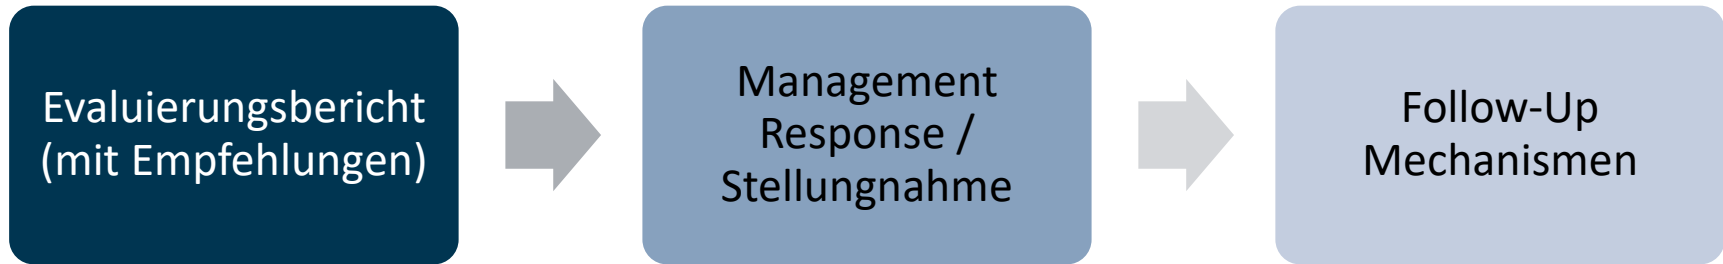 Evaluierungsbericht
(mit Empfehlungen)
Management
Response /
Stellungnahme
Follow-Up
Mechanismen